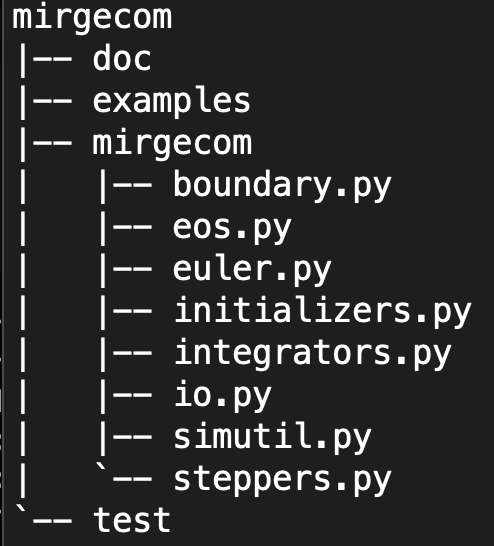 mirgecom
|-- doc
|-- examples
|-- mirgecom
|   |-- boundary.py
|   |-- eos.py
|   |-- euler.py
|   |-- initializers.py
|   |-- integrators.py
|   |-- io.py
|   |-- simutil.py
|   `-- steppers.py
`-- test